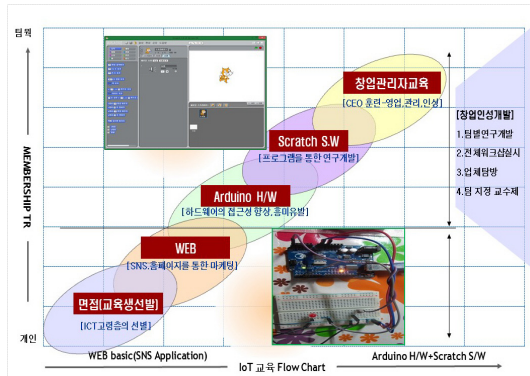 팀웍
창업관리자교육
[CEO 훈련-영업,관리,인성]
[창업인성개발]
1.팀별연구개발
2.전체워크샵실시
3.업체탐방
4.팀 지정 교수제
Scratch S.W
[프로그램을 통한 연구개발]
MEMBERSHIP TR
Arduino H/W
[하드웨어의 접근성 향상,흥미유발]
WEB
[SNS,홈페이지를 통한 마케팅]
면접(교육생선발)
[ICT고령층의 선별]
개인
WEB basic(SNS Application)
IoT 교육 Flow Chart
Arduino H/W+Scratch S/W